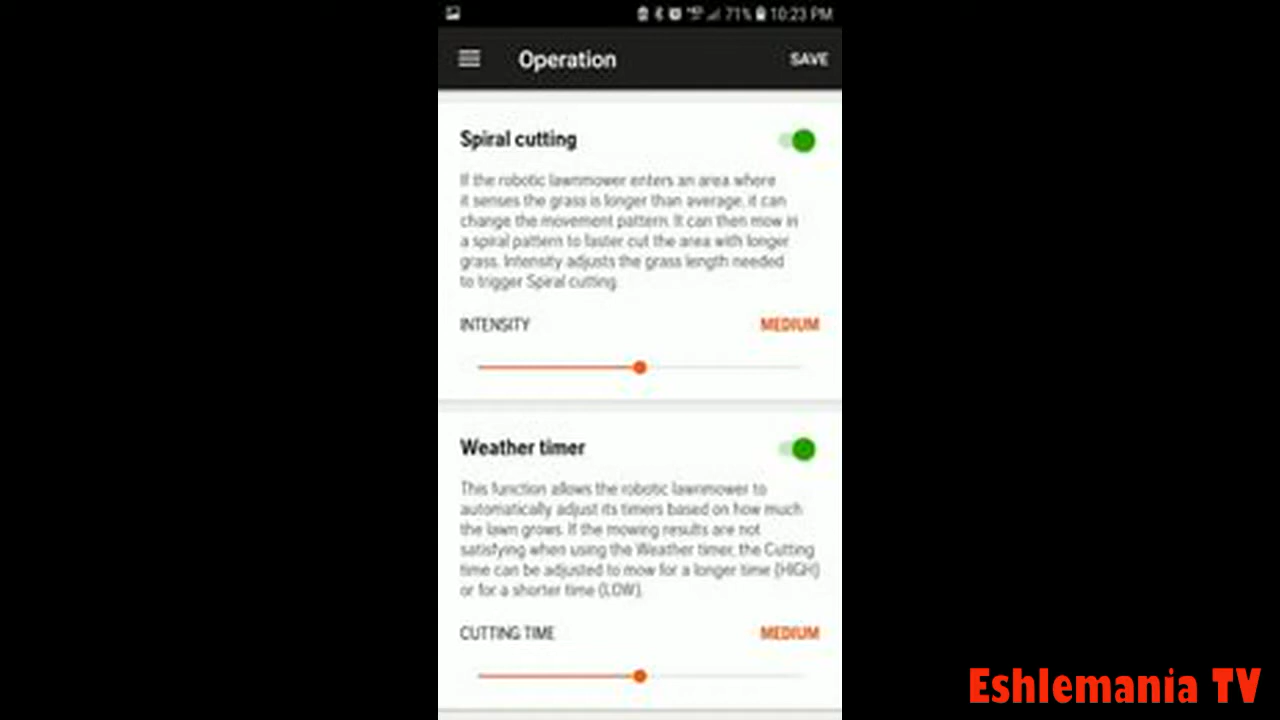 71% 10:23 PM
Operation SAVE
Spiral cutting
If the robotic lawnmower enters an area where
it senses the grass is longer than average, it can
change the movement pattern. It can then mow in
a spiral pattern to faster cut the area with longer
grass. Intensity adjusts the grass length needed
to trigger Spiral cutting.
INTENSITY MEDIUM
Weather timer
This function allows the robotic lawnmower to
automatically adjust its timers based on how much
the lawn grows. If the mowing results are not
satisfying when using the Weather timer, the Cutting
time can be adjusted to mow for a longer time (HIGH)
or for a shorter time (LOW).
CUTTING TIME MEDIUM
Eshlemania TV